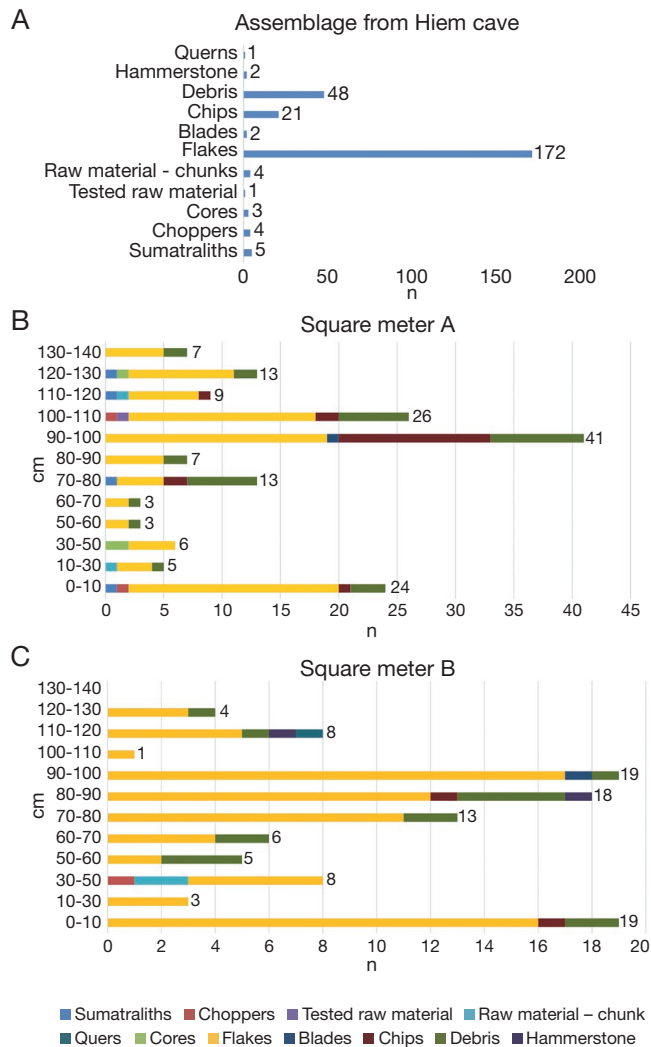 A
Assemblage from Hiem cave
Querns 1
Hammerstone 2
Debris 48
Chips 21
Blades 2
Flakes 172
Raw material - chunks 4
Tested raw material 1
Cores 3
Choppers 4
Sumatraliths 5
0 50 100 150 200
n
B
Square meter A
130-140 7
120-130 13
110-120 9
100-110 26
90-100 41
80-90 7
cm
70-80 13
60-70 3
50-60 3
30-50 6
10-30 5
0-10 24
0 5 10 15 20 25 30 35 40 45
n
C
Square meter B
130-140
120-130 4
110-120 8
100-110 1
90-100 19
80-90 18
cm
70-80 13
60-70 6
50-60 5
30-50 8
10-30 3
0-10 19
0 2 4 6 8 10 12 14 16 18 20
n
Sumatraliths Choppers Tested raw material Raw material – chunk
Quers Cores Flakes Blades Chips Debris Hammerstone